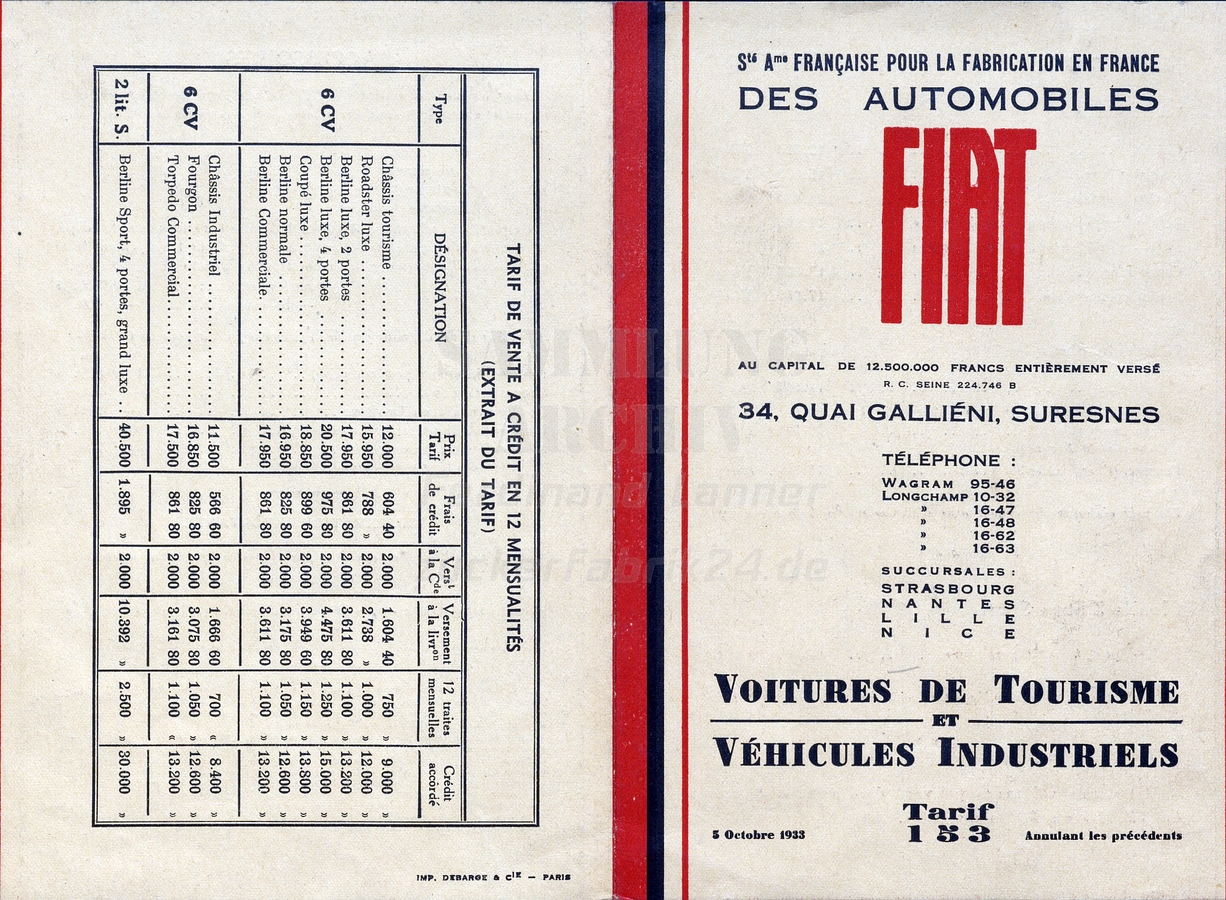 TARIF DE VENTE A CRÉDIT EN 12 MENSUALITÉS
(EXTRAIT DU TARIF)
Type DÉSIGNATION Prix Tarif Frais de crédit Versᵗ à la Cᵈᵉ Versement à la livrᵒⁿ 12 traites mensuelles Crédit accordé
6 CV
Châssis tourisme 12.000 604 40 2.000 1.604 40 750 » 9.000 »
Roadster luxe 15.950 788 » 2.000 2.738 » 1.000 » 12.000 »
Berline luxe, 2 portes 17.950 861 80 2.000 3.611 80 1.100 » 13.200 »
Berline luxe, 4 portes 20.500 975 80 2.000 4.475 80 1.250 » 15.000 »
Coupé luxe 18.850 899 60 2.000 3.949 60 1.150 » 13.800 »
Berline normale 16.950 825 80 2.000 3.175 80 1.050 » 12.600 »
Berline Commerciale. 17.950 861 80 2.000 3.611 80 1.100 » 13.200 »
6 CV
Châssis Industriel 11.500 566 60 2.000 1.666 60 700 « 8.400 »
Fourgon 16.850 825 80 2.000 3.075 80 1.050 » 12.600 »
Torpedo Commercial. 17.500 861 80 2.000 3.161 80 1.100 « 13.200 »
2 lit. S. Berline Sport, 4 portes, grand luxe .. 40.500 1.895 » 2.000 10.392 » 2.500 » 30.000 »
IMP. DEBARGE & Cᴵᴱ — PARIS
Sᵗᵉ Aᵐᵉ FRANÇAISE POUR LA FABRICATION EN FRANCE
DES AUTOMOBILES
FIAT
AU CAPITAL DE 12.500.000 FRANCS ENTIÈREMENT VERSÉ
R. C. SEINE 224.746 B
34, QUAI GALLIÉNI, SURESNES
TÉLÉPHONE :
WAGRAM 95-46
LONGCHAMP 10-32
» 16-47
» 16-48
» 16-62
» 16-63
SUCCURSALES :
STRASBOURG
NANTES
LILLE
NICE
VOITURES DE TOURISME
ET
VÉHICULES INDUSTRIELS
Tarif
5 Octobre 1933 153 Annulant les précédents
SAMMLUNG
ARCHIV
Ferdinand Lanner